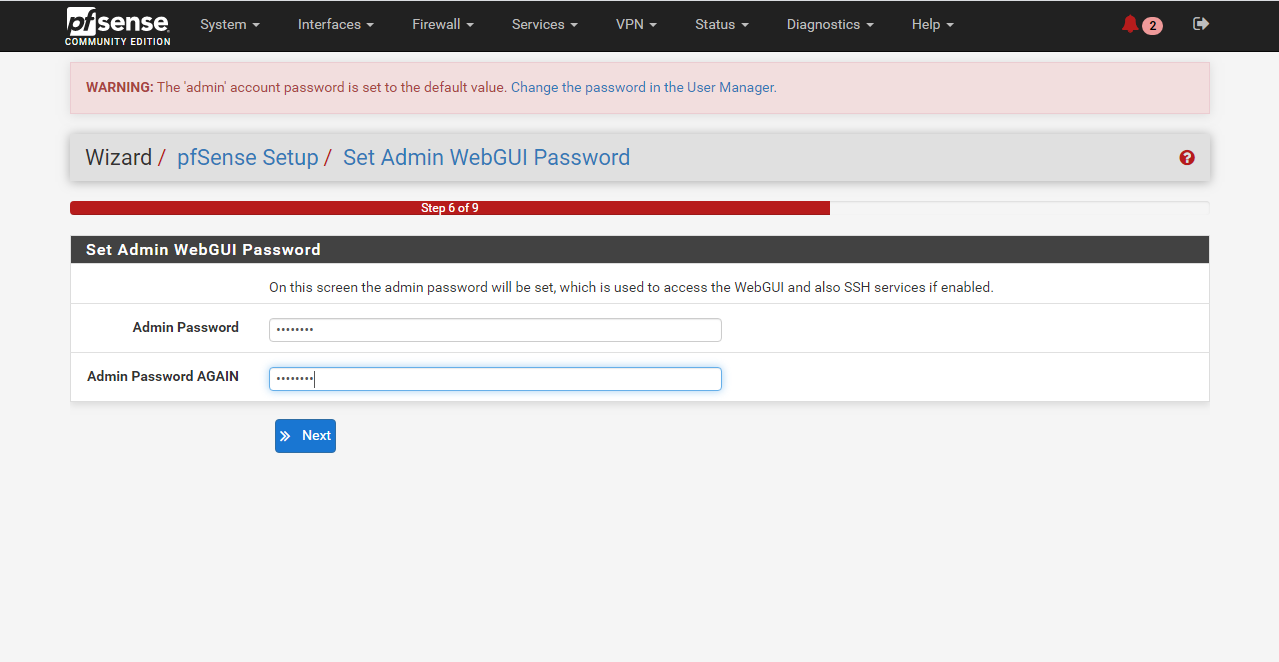 pfsense
COMMUNITY EDITION
System Interfaces Firewall Services VPN Status Diagnostics Help 2
WARNING: The 'admin' account password is set to the default value. Change the password in the User Manager.
Wizard / pfSense Setup / Set Admin WebGUI Password
Step 6 of 9
Set Admin WebGUI Password
On this screen the admin password will be set, which is used to access the WebGUI and also SSH services if enabled.
Admin Password ••••••••
Admin Password AGAIN ••••••••
Next